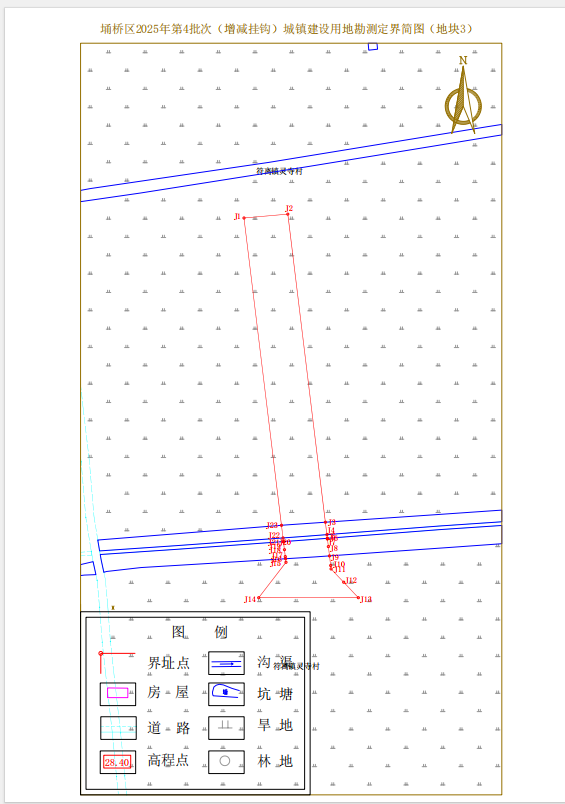 埇桥区2025年第4批次（增减挂钩）城镇建设用地勘测定界简图（地块3）
N
符离镇灵寺村
J1
J2
J3
J23
J4
J22
J8
J9
J10
J11
J12
J14
J13
图 例
界址点
沟 渠
符离镇灵寺村
房 屋
坑 塘
道 路
旱 地
28.40
高程点
林 地